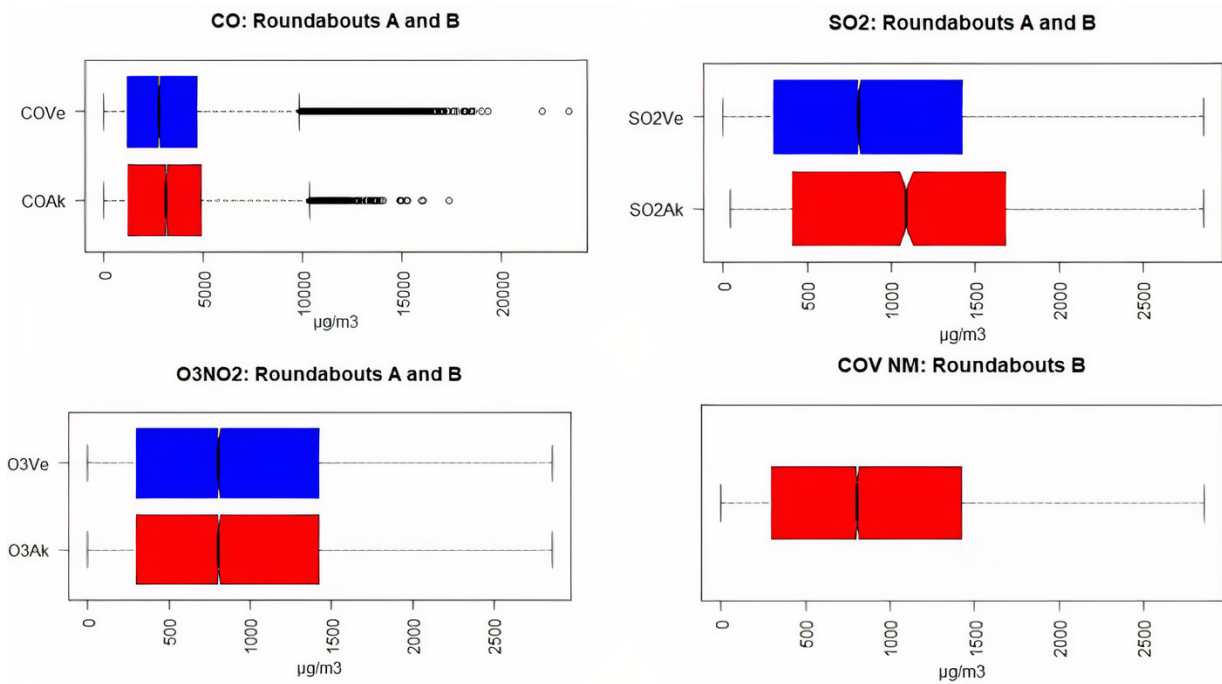 CO: Roundabouts A and B
COVe
COAk
0
5000
10000
15000
20000
µg/m3
SO2: Roundabouts A and B
SO2Ve
SO2Ak
0
500
1000
1500
2000
2500
µg/m3
O3NO2: Roundabouts A and B
O3Ve
O3Ak
0
500
1000
1500
2000
2500
µg/m3
COV NM: Roundabouts B
0
500
1000
1500
2000
2500
µg/m3